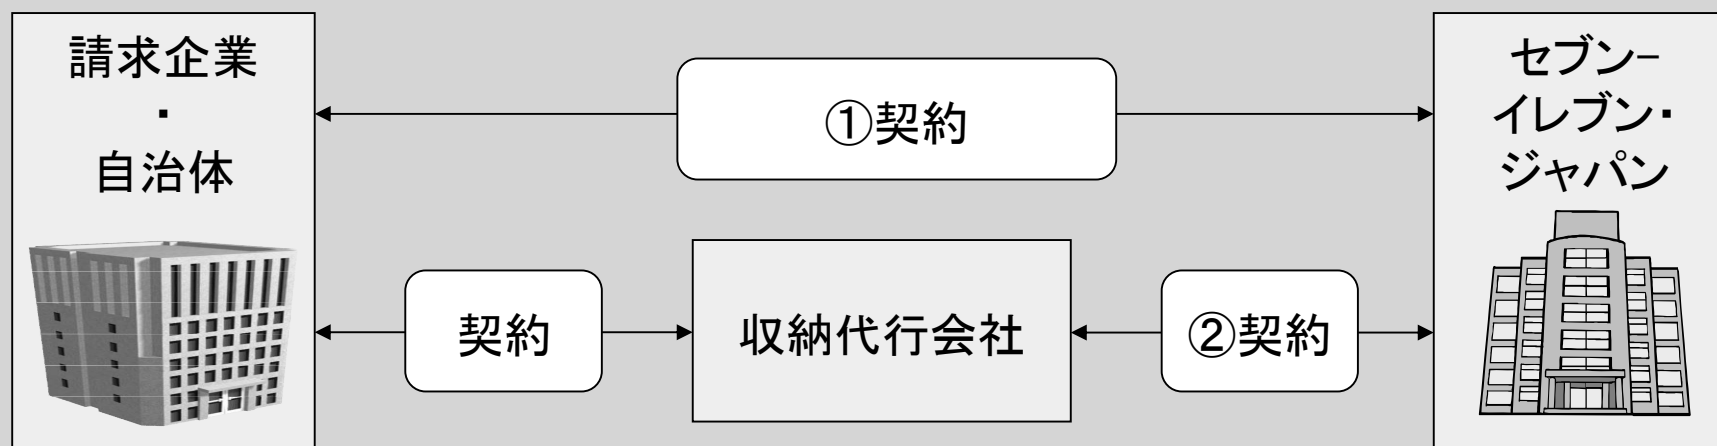 請求企業
・
自治体
①契約
セブン−
イレブン・
ジャパン
契約
収納代行会社
②契約